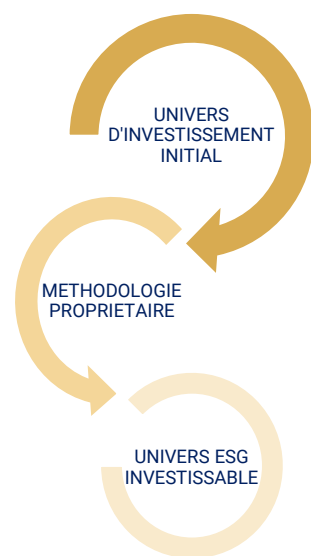 UNIVERS
D'INVESTISSEMENT
INITIAL
METHODOLOGIE
PROPRIETAIRE
UNIVERS ESG
INVESTISSABLE